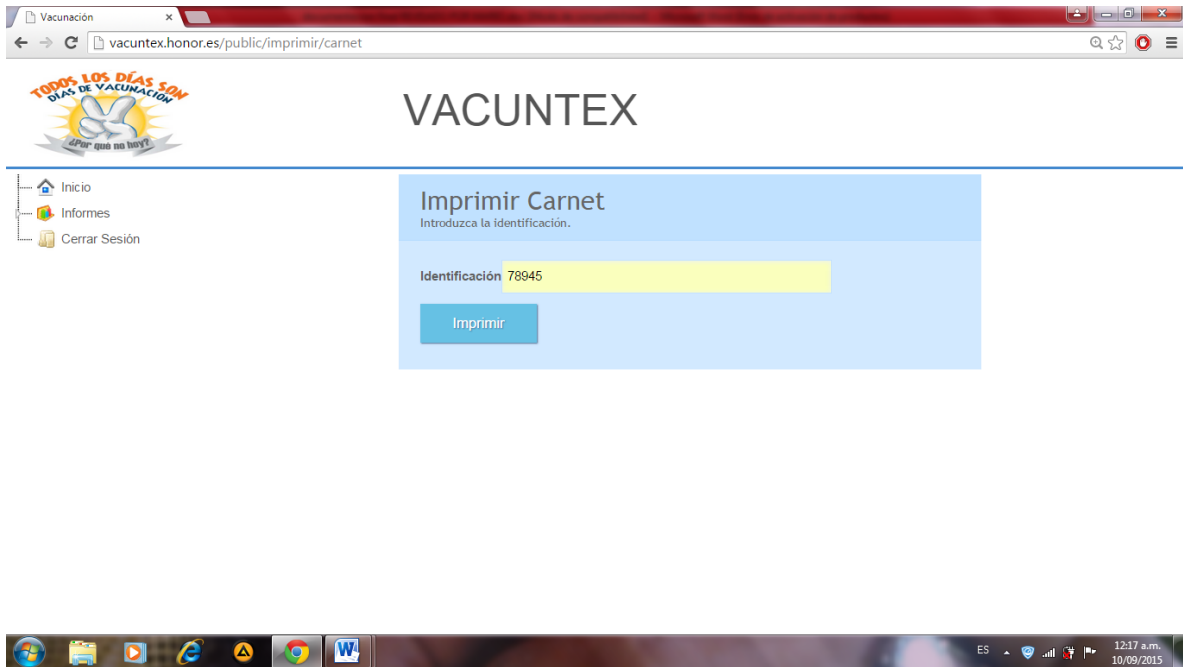 Vacunación
vacuntex.honor.es/public/imprimir/carnet
TODOS LOS DÍAS SON
DÍAS DE VACUNACIÓN
¿Por qué no hoy?
VACUNTEX
Inicio
Informes
Cerrar Sesión
Imprimir Carnet
Introduzca la identificación.
Identificación 78945
Imprimir
ES
12:17 a.m.
10/09/2015